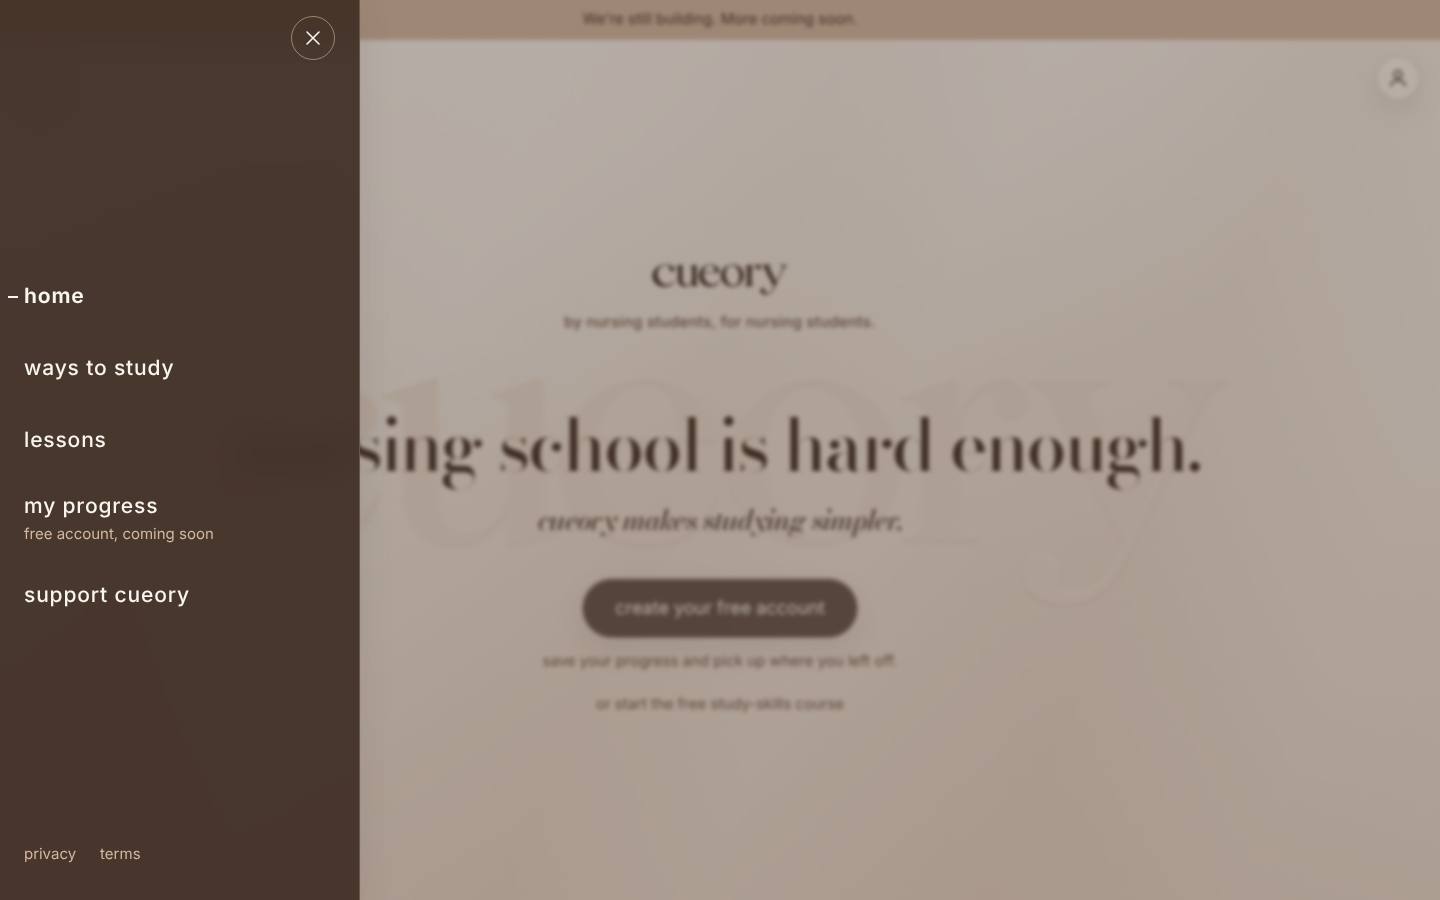 We're still building. More coming soon.
– home
ways to study
lessons
my progress
free account, coming soon
support cueory
privacy terms
cueory
by nursing students, for nursing students.
sing school is hard enough.
cueory makes studying simpler.
create your free account
save your progress and pick up where you left off.
or start the free study-skills course